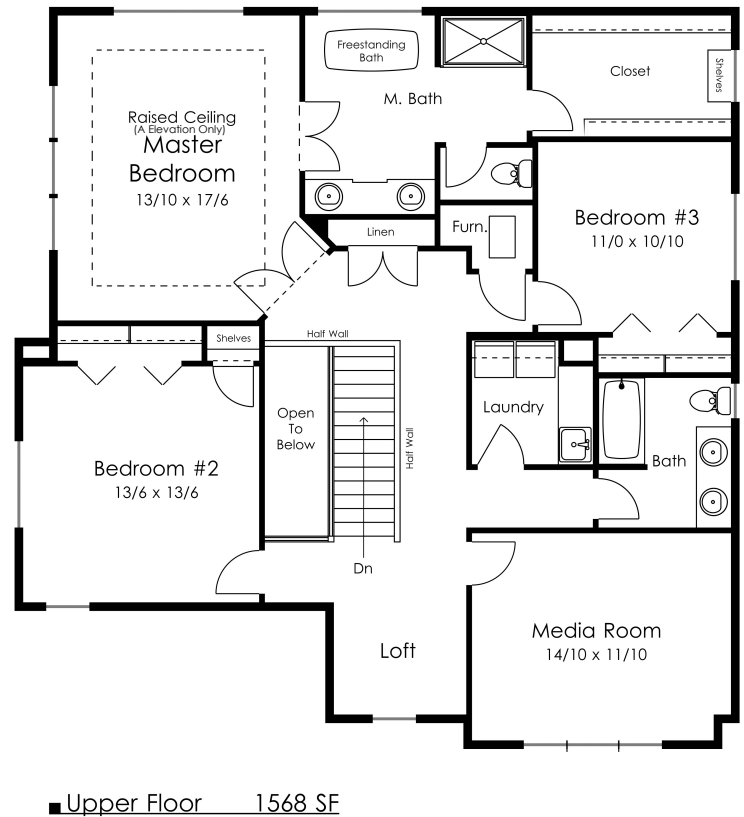 Freestanding
Bath
M. Bath
Closet
Shelves
Raised Ceiling
(A Elevation Only)
Master
Bedroom
13/10 x 17/6
Linen
Furn.
Bedroom #3
11/0 x 10/10
Half Wall
Shelves
Open
To
Below
Half Wall
Laundry
Bedroom #2
13/6 x 13/6
Bath
Dn
Loft
Media Room
14/10 x 11/10
Upper Floor 1568 SF